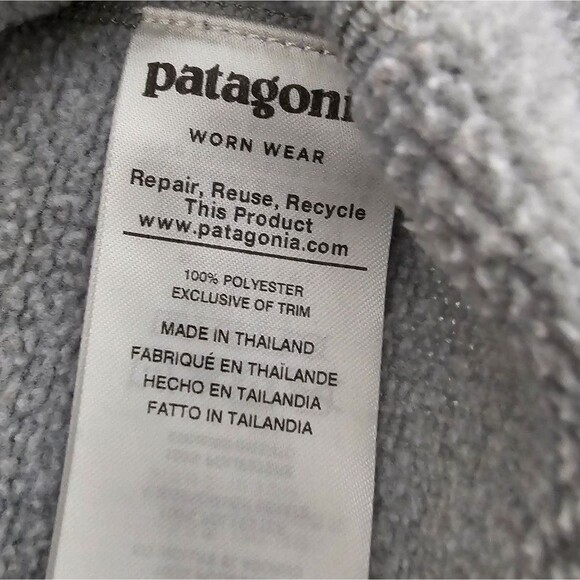 patagoni
WORN WEAR
Repair, Reuse, Recycle
This Product
www.patagonia.com
100% POLYESTER
EXCLUSIVE OF TRIM
MADE IN THAILAND
FABRIQUÉ EN THAÏLANDE
HECHO EN TAILANDIA
FATTO IN TAILANDIA